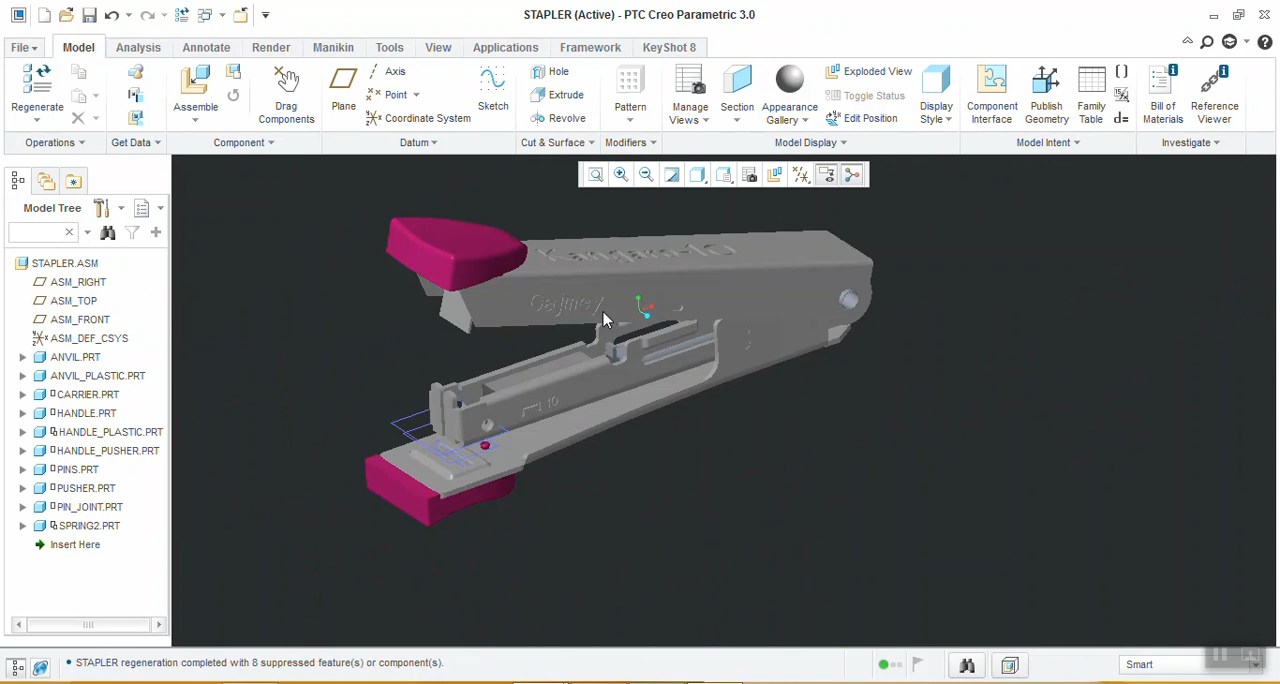 STAPLER (Active) - PTC Creo Parametric 3.0
File
Model
Analysis
Annotate
Render
Manikin
Tools
View
Applications
Framework
KeyShot 8
Regenerate
Assemble
Drag
Components
Plane
Axis
Point
Coordinate System
Sketch
Hole
Extrude
Revolve
Pattern
Manage
Views
Section
Appearance
Gallery
Exploded View
Toggle Status
Edit Position
Display
Style
Component
Interface
Publish
Geometry
Family
Table
Bill of
Materials
Reference
Viewer
Operations
Get Data
Component
Datum
Cut & Surface
Modifiers
Model Display
Model Intent
Investigate
Model Tree
STAPLER.ASM
ASM_RIGHT
ASM_TOP
ASM_FRONT
ASM_DEF_CSYS
ANVIL.PRT
ANVIL_PLASTIC.PRT
CARRIER.PRT
HANDLE.PRT
HANDLE_PLASTIC.PRT
HANDLE_PUSHER.PRT
PINS.PRT
PUSHER.PRT
PIN_JOINT.PRT
SPRING2.PRT
Insert Here
Kangaro-10
10
STAPLER regeneration completed with 8 suppressed feature(s) or component(s).
Smart